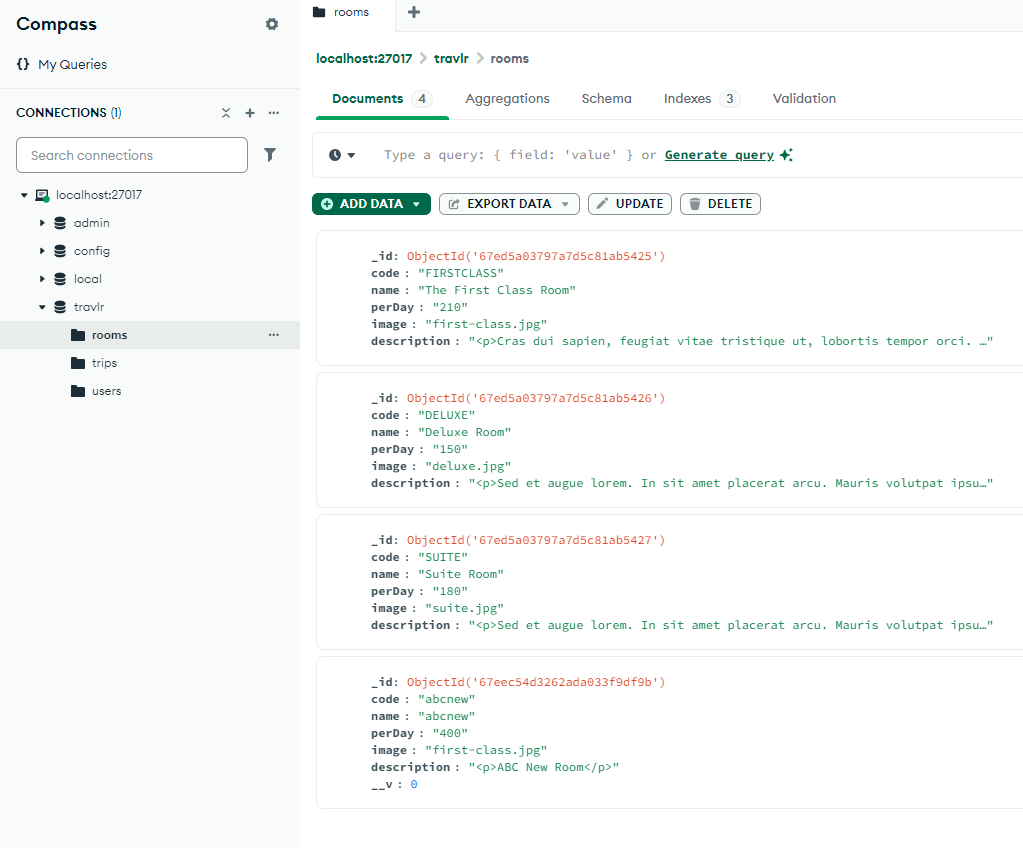 Compass
{} My Queries
CONNECTIONS (1)
Search connections
localhost:27017
admin
config
local
travlr
rooms
trips
users
rooms
localhost:27017 > travlr > rooms
Documents 4 Aggregations Schema Indexes 3 Validation
Type a query: { field: 'value' } or Generate query
ADD DATA EXPORT DATA UPDATE DELETE
_id: ObjectId('67ed5a03797a7d5c81ab5425')
code : "FIRSTCLASS"
name : "The First Class Room"
perDay : "210"
image : "first-class.jpg"
description : "<p>Cras dui sapien, feugiat vitae tristique ut, lobortis tempor orci. …"
_id: ObjectId('67ed5a03797a7d5c81ab5426')
code : "DELUXE"
name : "Deluxe Room"
perDay : "150"
image : "deluxe.jpg"
description : "<p>Sed et augue lorem. In sit amet placerat arcu. Mauris volutpat ipsu…"
_id: ObjectId('67ed5a03797a7d5c81ab5427')
code : "SUITE"
name : "Suite Room"
perDay : "180"
image : "suite.jpg"
description : "<p>Sed et augue lorem. In sit amet placerat arcu. Mauris volutpat ipsu…"
_id: ObjectId('67eec54d3262ada033f9df9b')
code : "abcnew"
name : "abcnew"
perDay : "400"
image : "first-class.jpg"
description : "<p>ABC New Room</p>"
__v : 0